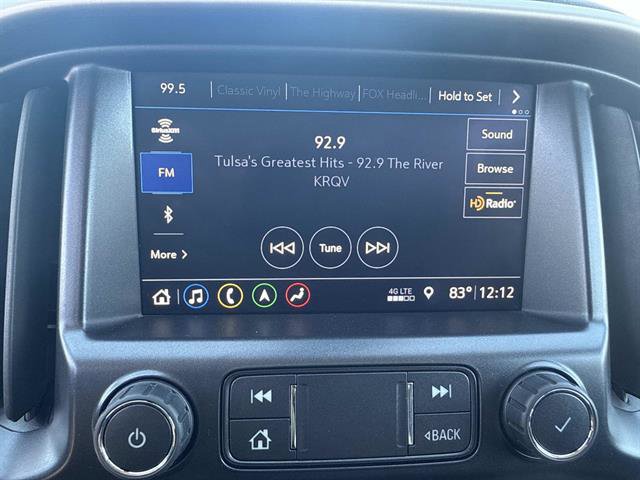 99.5 Classic Vinyl The Highway FOX Headli... Hold to Set
SiriusXM
92.9
Sound
Tulsa's Greatest Hits - 92.9 The River
Browse
FM
KRQV
HD Radio
More
Tune
4G LTE
83° 12:12
BACK